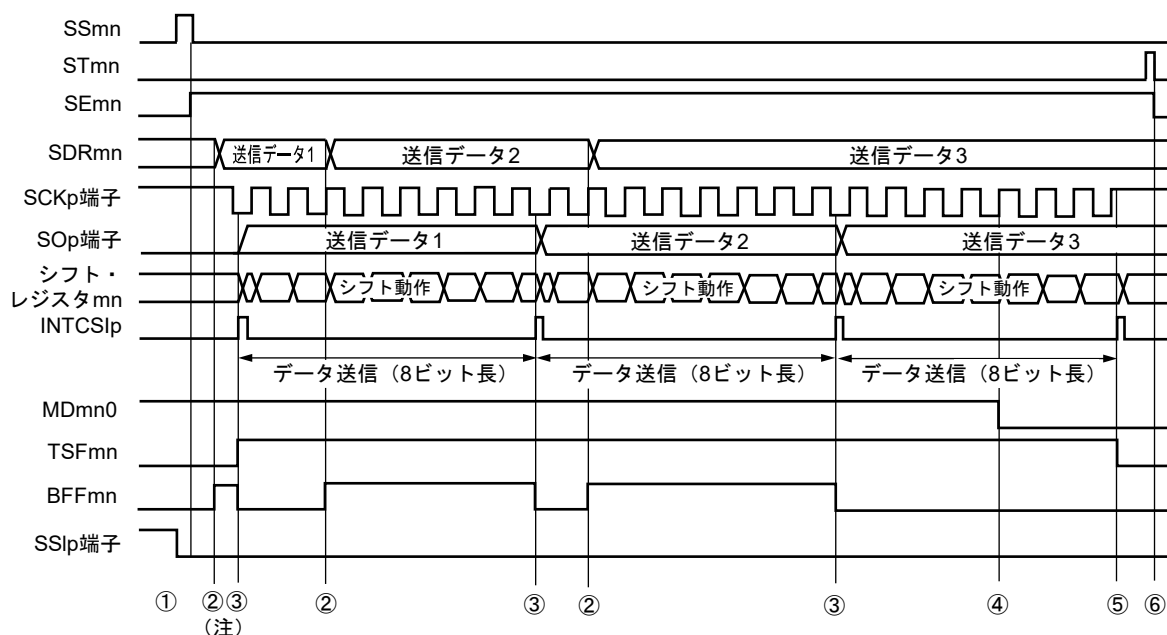 SSmn
STmn
SEmn
SDRmn 送信データ1 送信データ2 送信データ3
SCKp端子
SOp端子 送信データ1 送信データ2 送信データ3
シフト・
レジスタmn シフト動作 シフト動作 シフト動作
INTCSIp
データ送信（8ビット長） データ送信（8ビット長） データ送信（8ビット長）
MDmn0
TSFmn
BFFmn
SSIp端子
① ② ③ ② ③ ② ③ ④ ⑤ ⑥
（注）